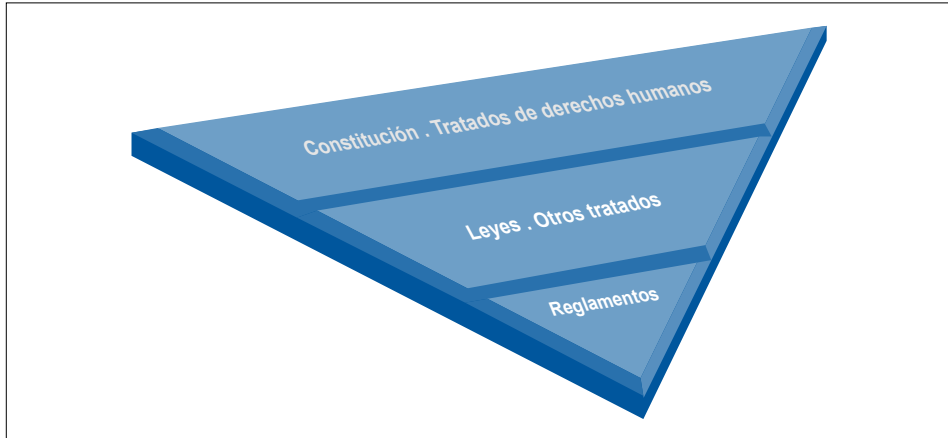 Constitución . Tratados de derechos humanos
Leyes . Otros tratados
Reglamentos